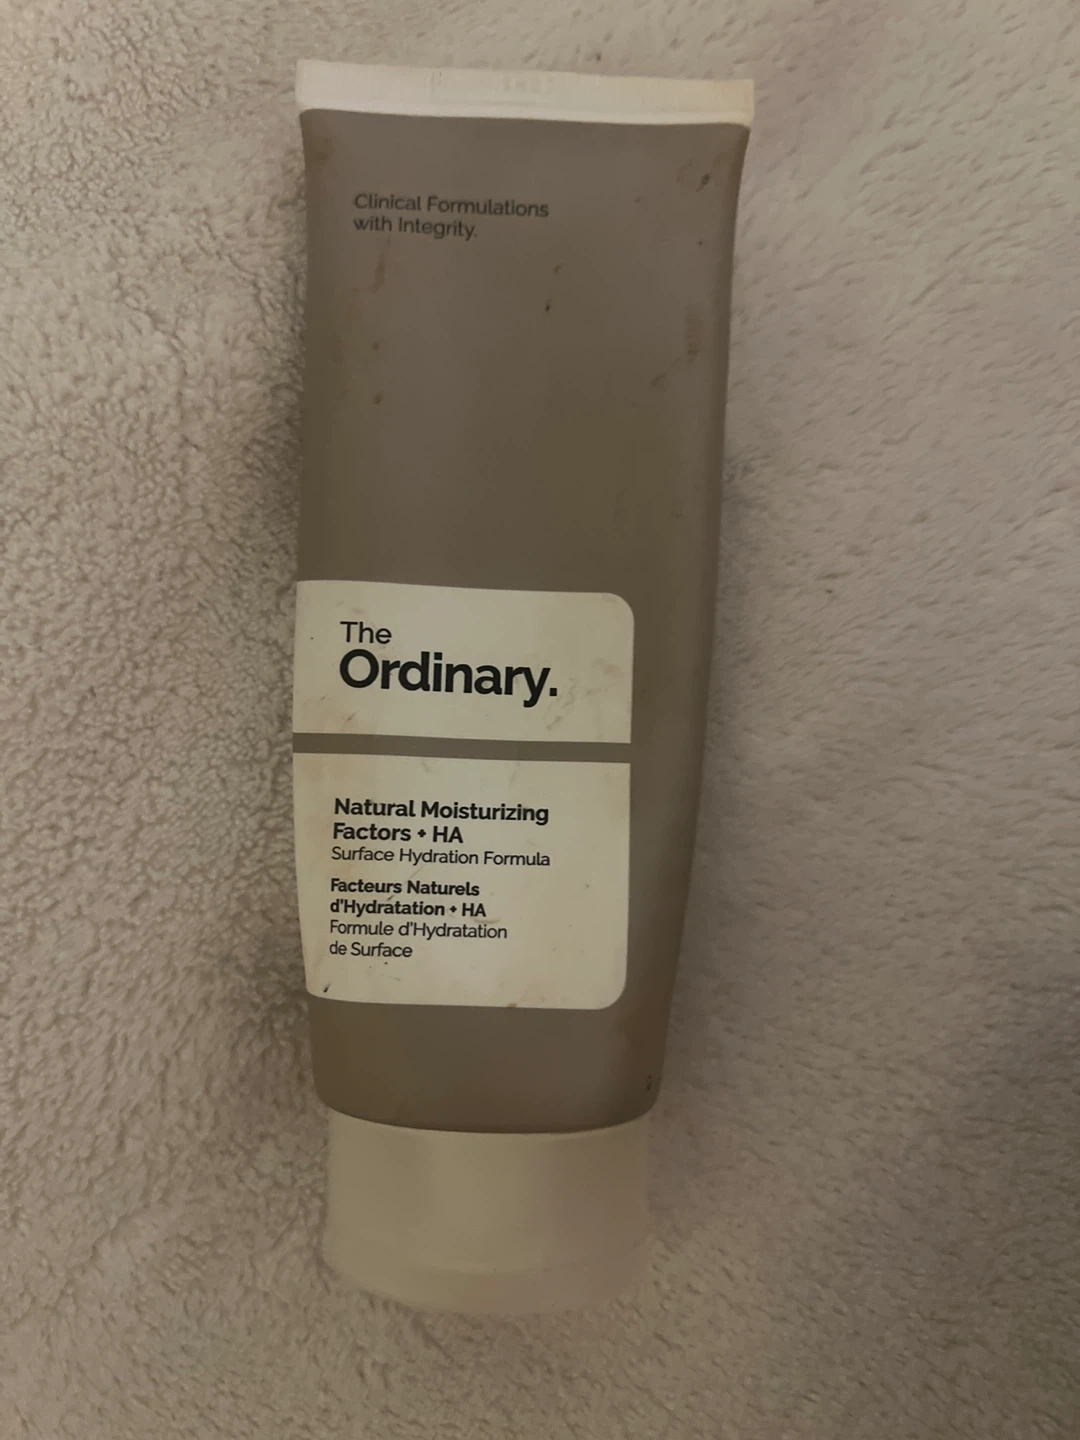 Clinical Formulations
with Integrity.
The
Ordinary.
Natural Moisturizing
Factors + HA
Surface Hydration Formula
Facteurs Naturels
d'Hydratation + HA
Formule d'Hydratation
de Surface